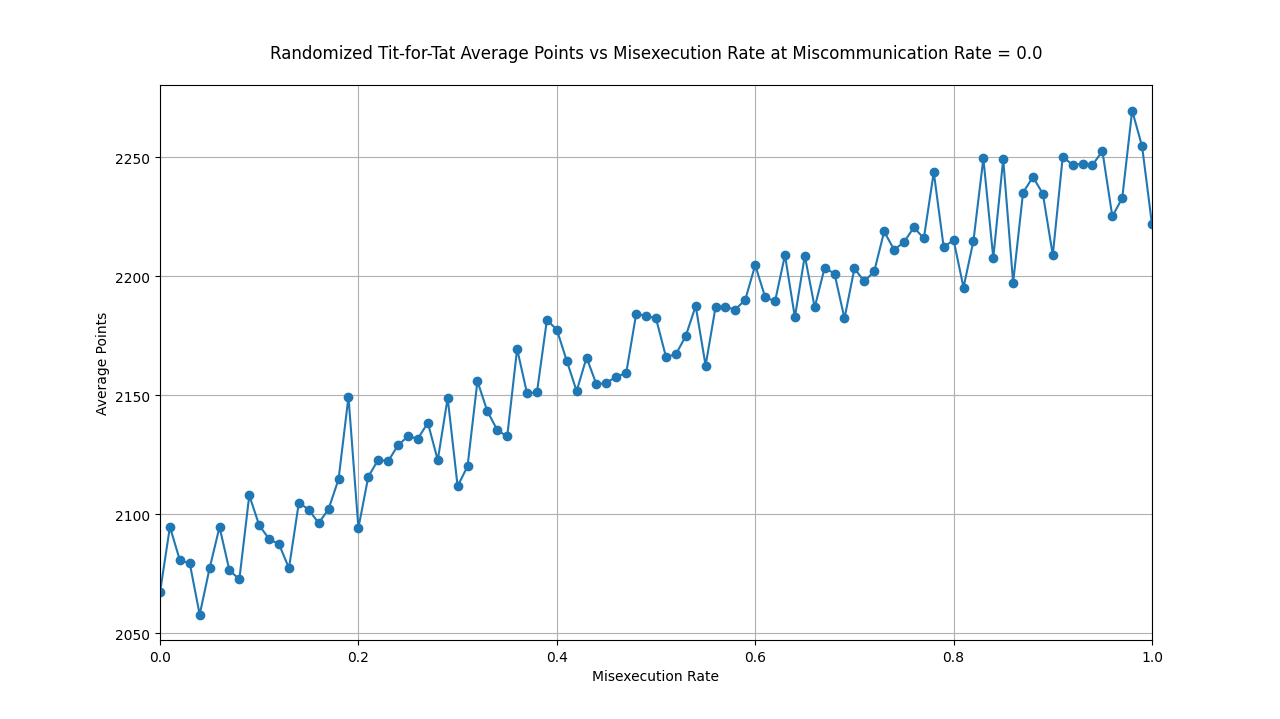 Randomized Tit-for-Tat Average Points vs Misexecution Rate at Miscommunication Rate = 0.0
Average Points
2250
2200
2150
2100
2050
0.0 0.2 0.4 0.6 0.8 1.0
Misexecution Rate